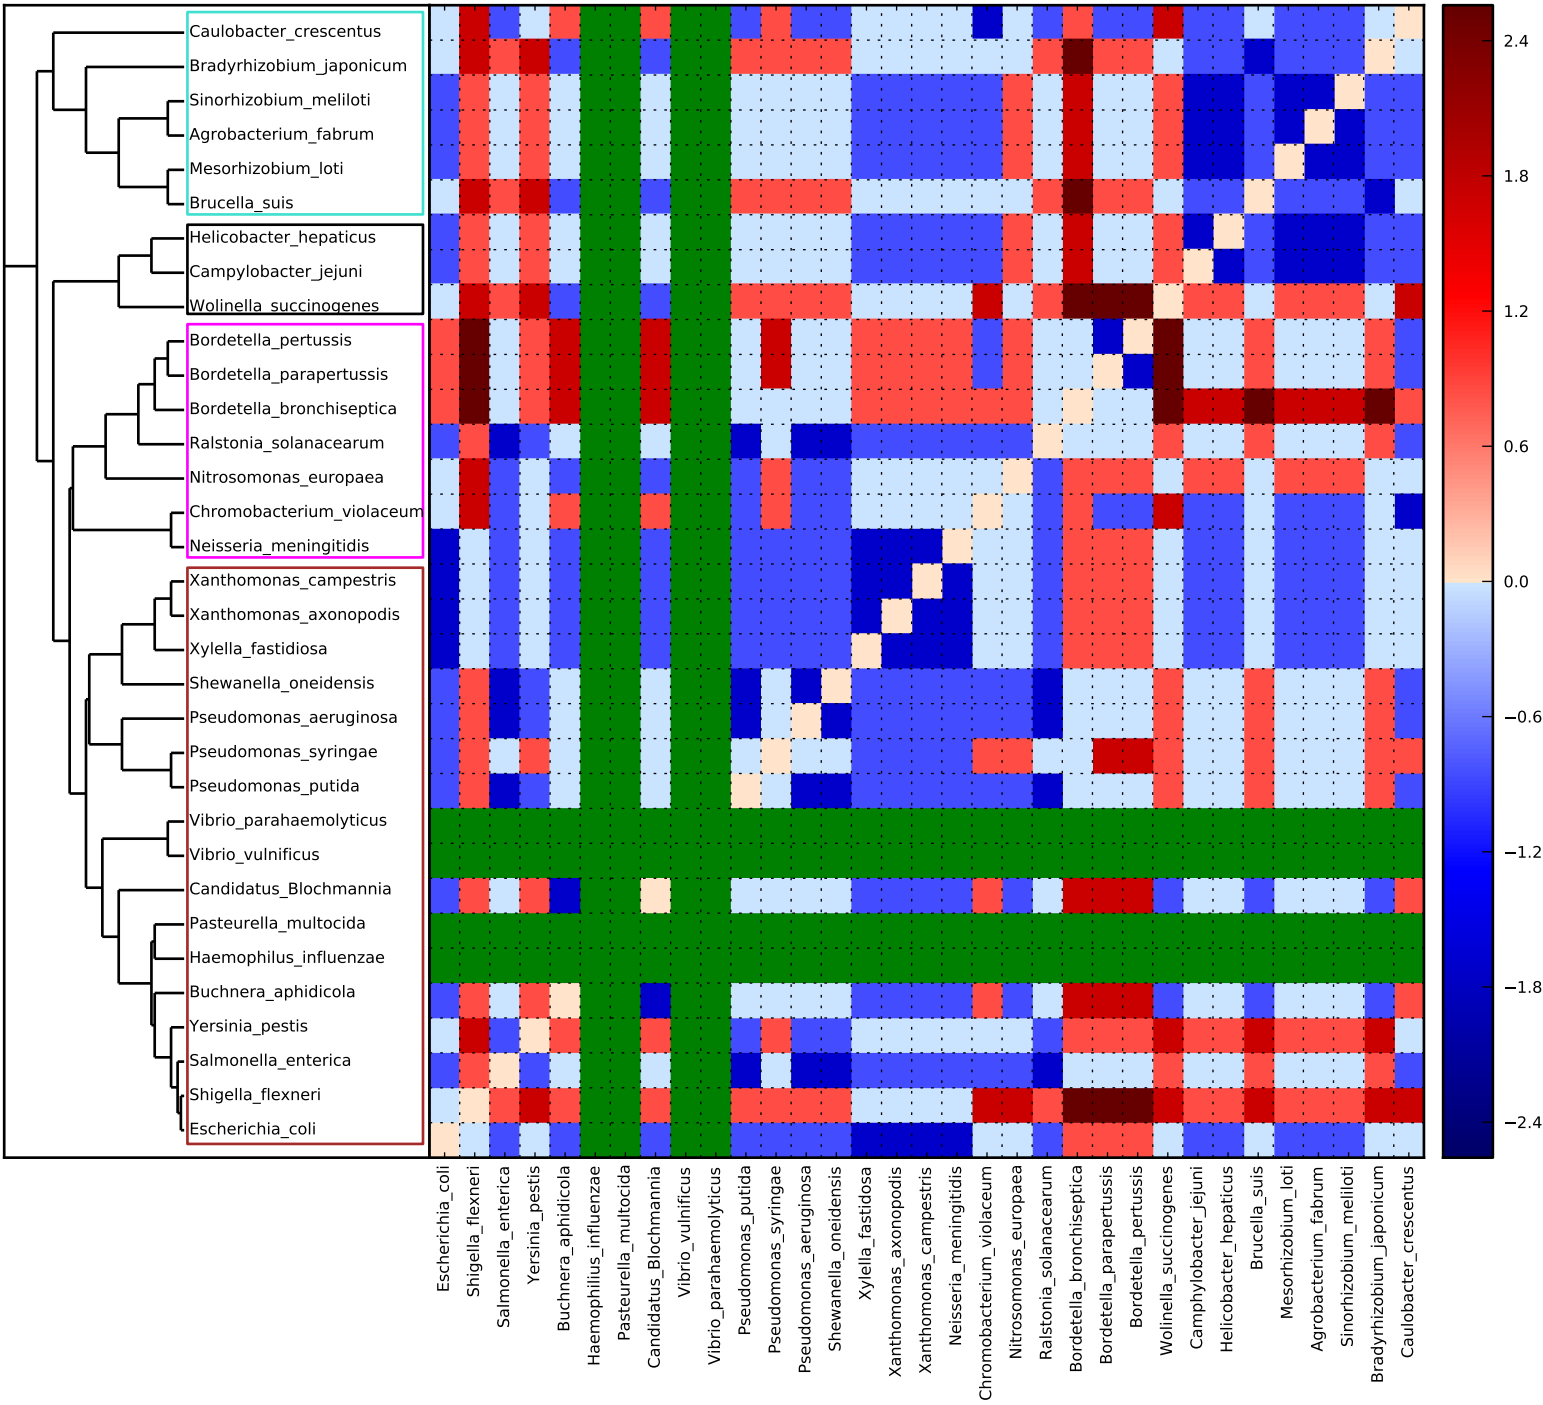 Caulobacter_crescentus
Bradyrhizobium_japonicum
Sinorhizobium_meliloti
Agrobacterium_fabrum
Mesorhizobium_loti
Brucella_suis
Helicobacter_hepaticus
Campylobacter_jejuni
Wolinella_succinogenes
Bordetella_pertussis
Bordetella_parapertussis
Bordetella_bronchiseptica
Ralstonia_solanacearum
Nitrosomonas_europaea
Chromobacterium_violaceum
Neisseria_meningitidis
Xanthomonas_campestris
Xanthomonas_axonopodis
Xylella_fastidiosa
Shewanella_oneidensis
Pseudomonas_aeruginosa
Pseudomonas_syringae
Pseudomonas_putida
Vibrio_parahaemolyticus
Vibrio_vulnificus
Candidatus_Blochmannia
Pasteurella_multocida
Haemophilus_influenzae
Buchnera_aphidicola
Yersinia_pestis
Salmonella_enterica
Shigella_flexneri
Escherichia_coli
2.4
1.8
1.2
0.6
0.0
−0.6
−1.2
−1.8
−2.4
Escherichia_coli
Shigella_flexneri
Salmonella_enterica
Yersinia_pestis
Buchnera_aphidicola
Haemophilius_influenzae
Pasteurella_multocida
Candidatus_Blochmannia
Vibrio_vulnificus
Vibrio_parahaemolyticus
Pseudomonas_putida
Pseudomonas_syringae
Pseudomonas_aeruginosa
Shewanella_oneidensis
Xylella_fastidosa
Xanthomonas_axonopodis
Xanthomonas_campestris
Neisseria_meningitidis
Chromobacterium_violaceum
Nitrosomonas_europaea
Ralstonia_solanacearum
Bordetella_bronchiseptica
Bordetella_parapertussis
Bordetella_pertussis
Wolinella_succinogenes
Camphylobacter_jejuni
Helicobacter_hepaticus
Brucella_suis
Mesorhizobium_loti
Agrobacterium_fabrum
Sinorhizobium_meliloti
Bradyrhizobium_japonicum
Caulobacter_crescentus